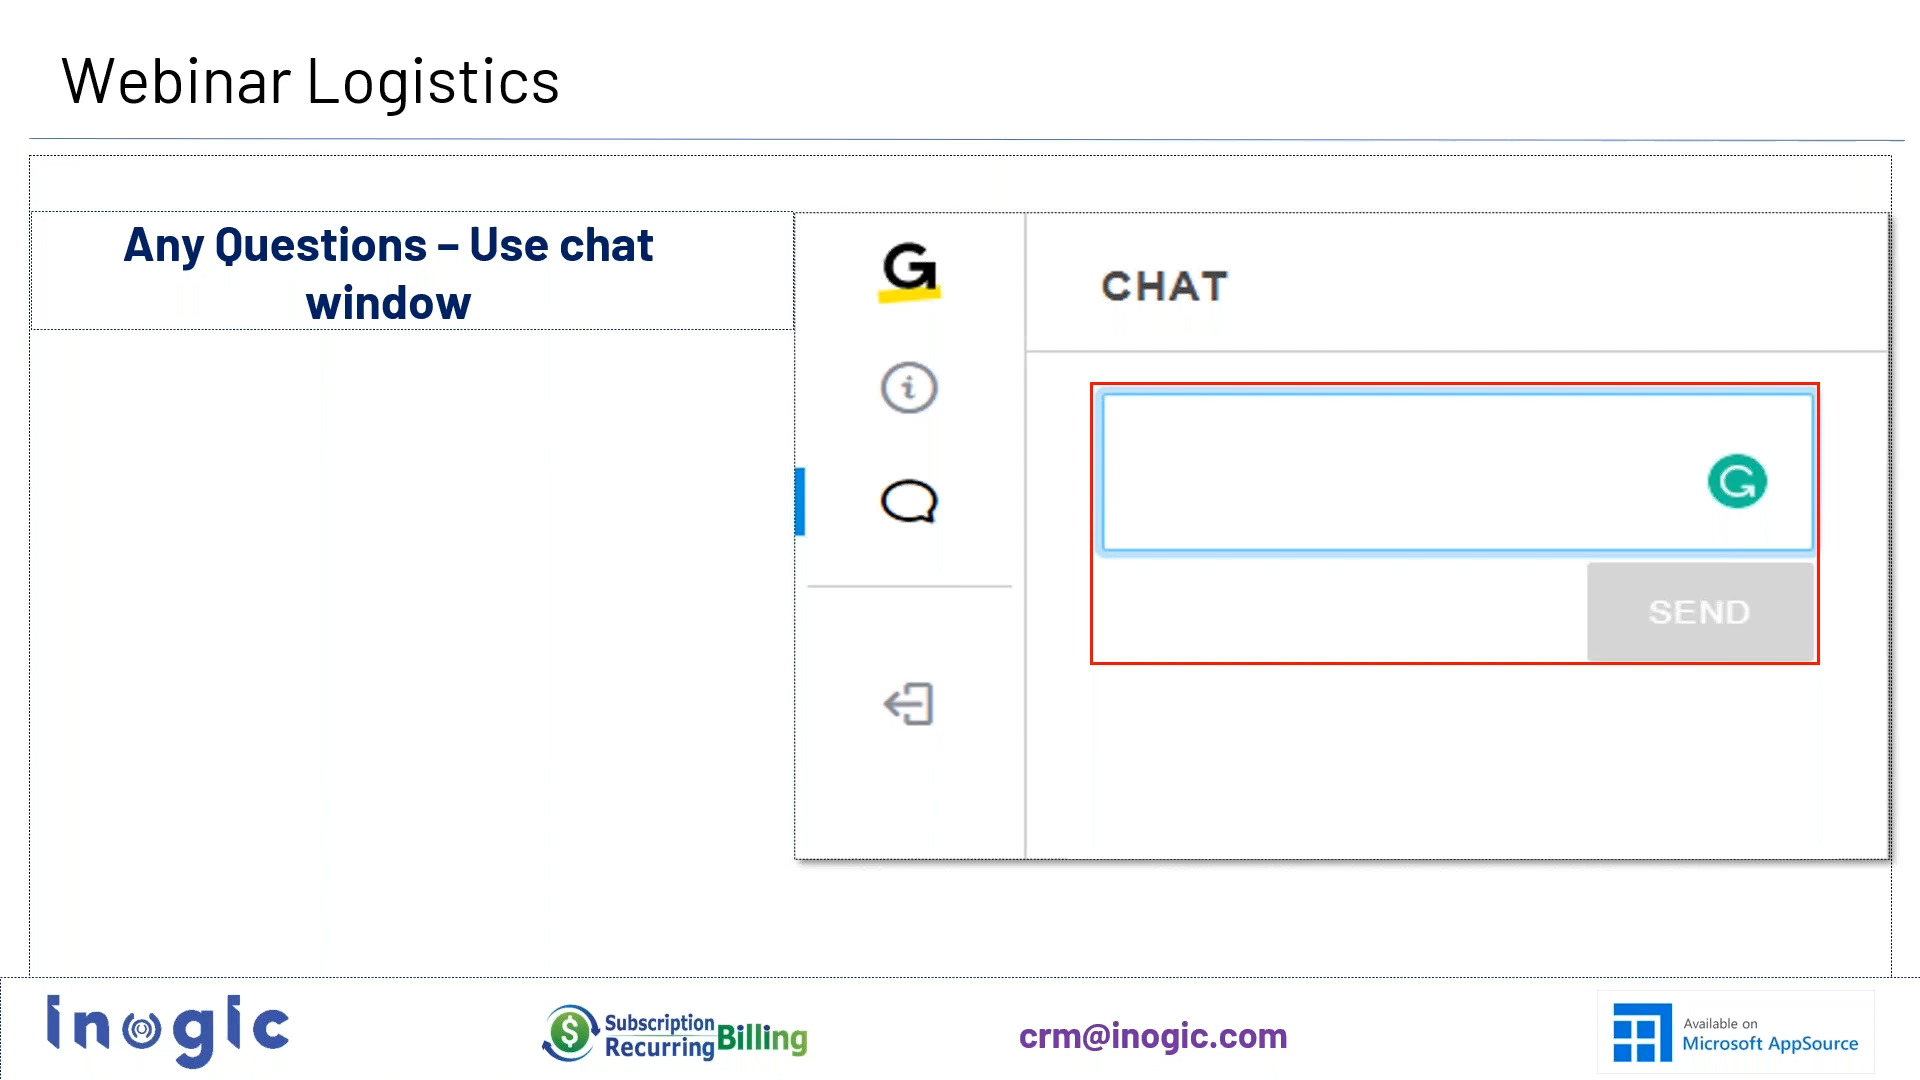 Webinar Logistics
Any Questions – Use chat
window
CHAT
SEND
inogic
Subscription
Recurring Billing
crm@inogic.com
Available on
Microsoft AppSource